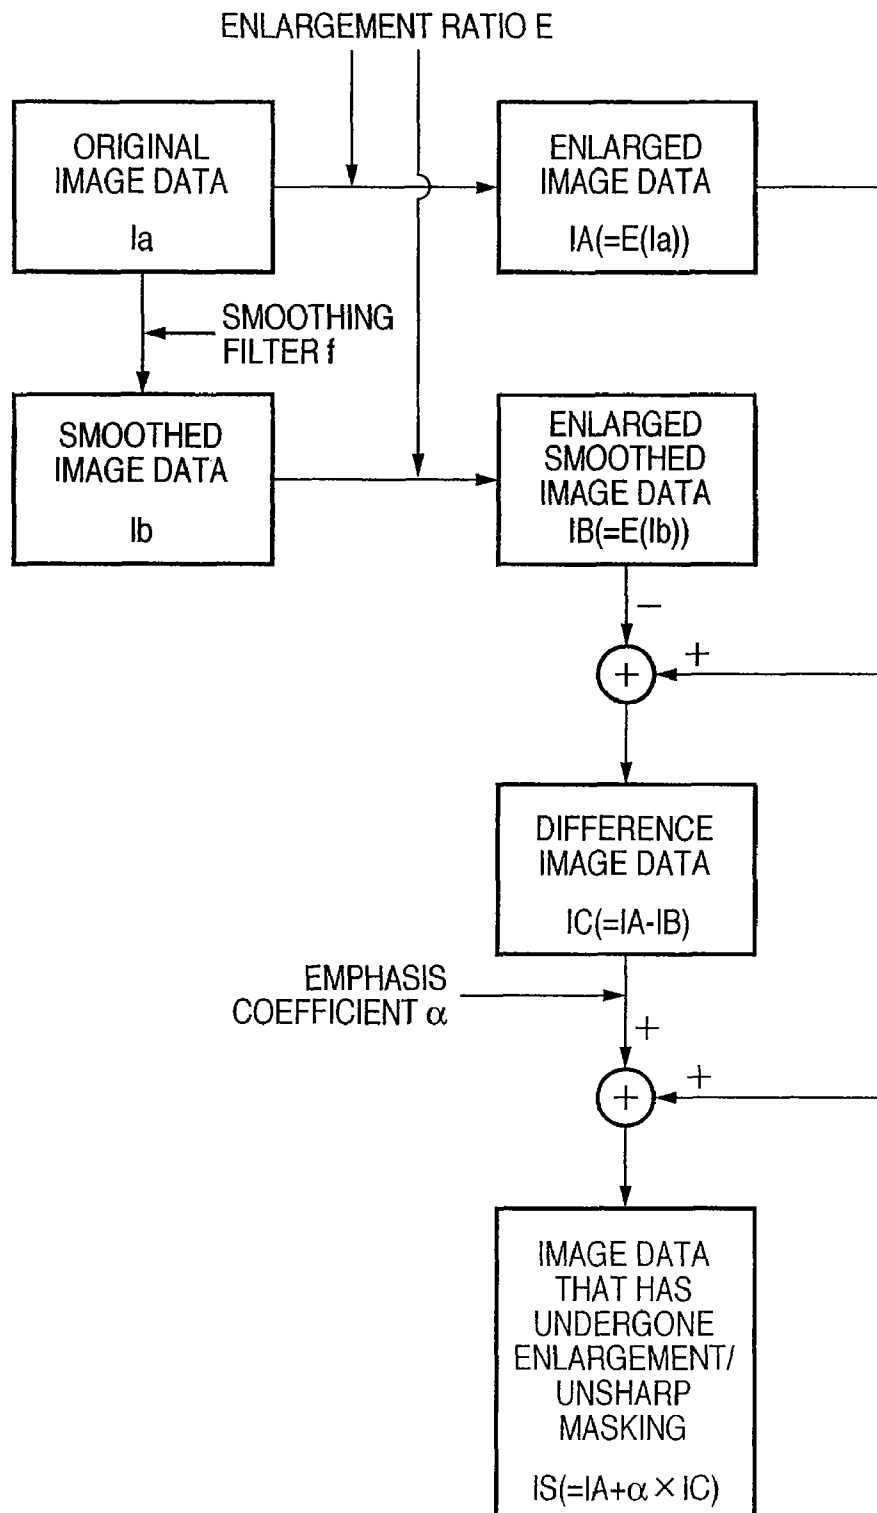 ENLARGEMENT RATIO E
ORIGINAL
IMAGE DATA
Ia
ENLARGED
IMAGE DATA
IA(=E(Ia))
SMOOTHING
FILTER f
SMOOTHED
IMAGE DATA
Ib
ENLARGED
SMOOTHED
IMAGE DATA
IB(=E(Ib))
−
+
+
DIFFERENCE
IMAGE DATA
IC(=IA-IB)
EMPHASIS
COEFFICIENT α
+
+
+
IMAGE DATA
THAT HAS
UNDERGONE
ENLARGEMENT/
UNSHARP
MASKING
IS(=IA+α×IC)